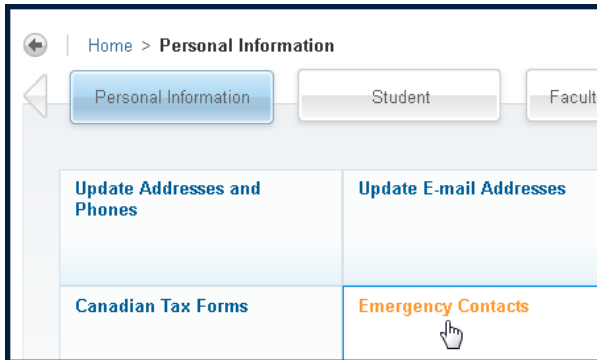 Home > Personal Information
Personal Information Student
Update Addresses and Update E-mail Addresses
Phones
Canadian Tax Forms Emergency Contacts